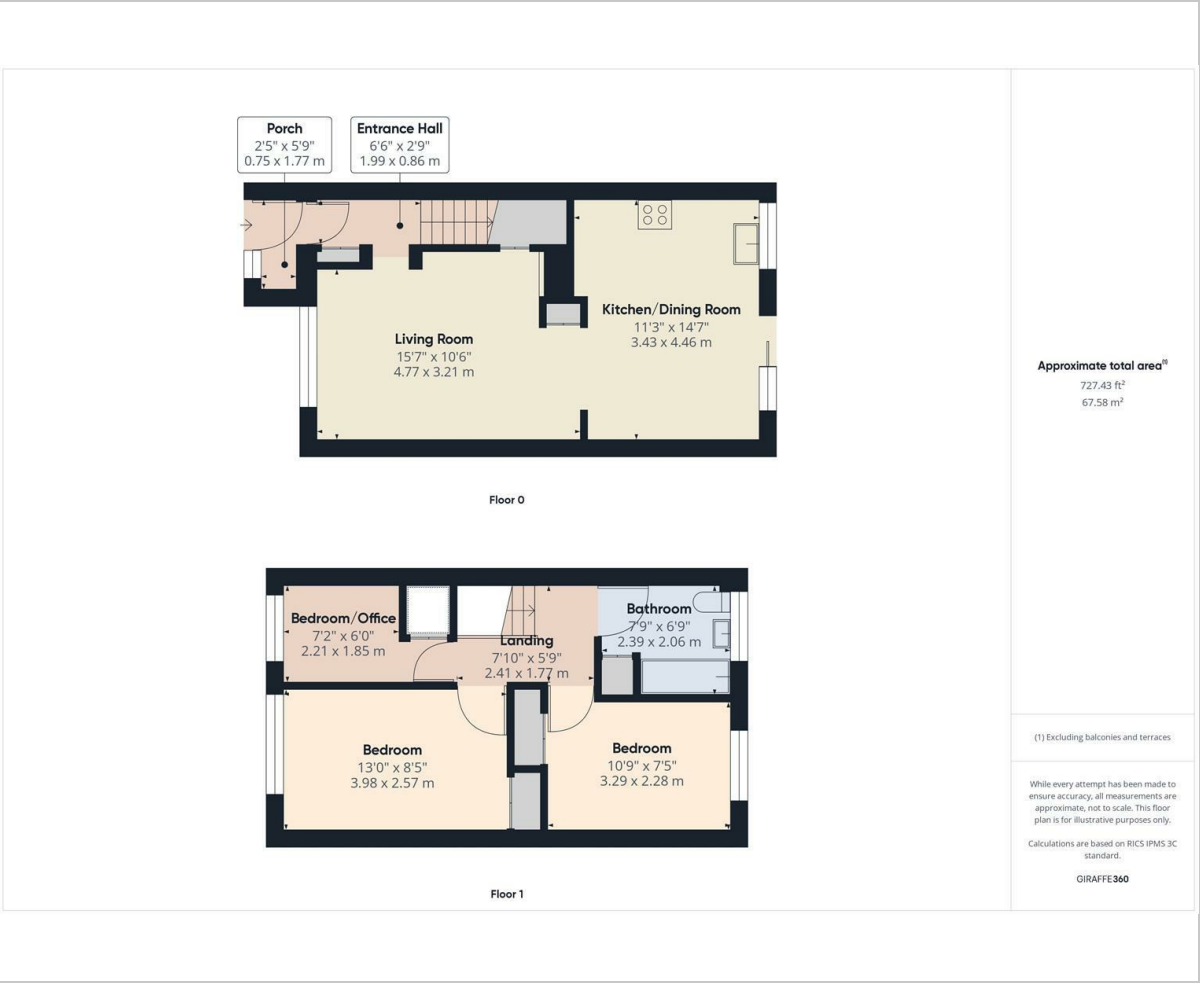 Porch
2'5" x 5'9"
0.75 x 1.77 m
Entrance Hall
6'6" x 2'9"
1.99 x 0.86 m
Living Room
15'7" x 10'6"
4.77 x 3.21 m
Kitchen/Dining Room
11'3" x 14'7"
3.43 x 4.46 m
Floor 0
Bedroom/Office
7'2" x 6'0"
2.21 x 1.85 m
Landing
7'10" x 5'9"
2.41 x 1.77 m
Bathroom
7'9" x 6'9"
2.39 x 2.06 m
Bedroom
13'0" x 8'5"
3.98 x 2.57 m
Bedroom
10'9" x 7'5"
3.29 x 2.28 m
Floor 1
Approximate total area⁽¹⁾
727.43 ft²
67.58 m²
(1) Excluding balconies and terraces
While every attempt has been made to
ensure accuracy, all measurements are
approximate, not to scale. This floor
plan is for illustrative purposes only.
Calculations are based on RICS IPMS 3C
standard.
GIRAFFE360